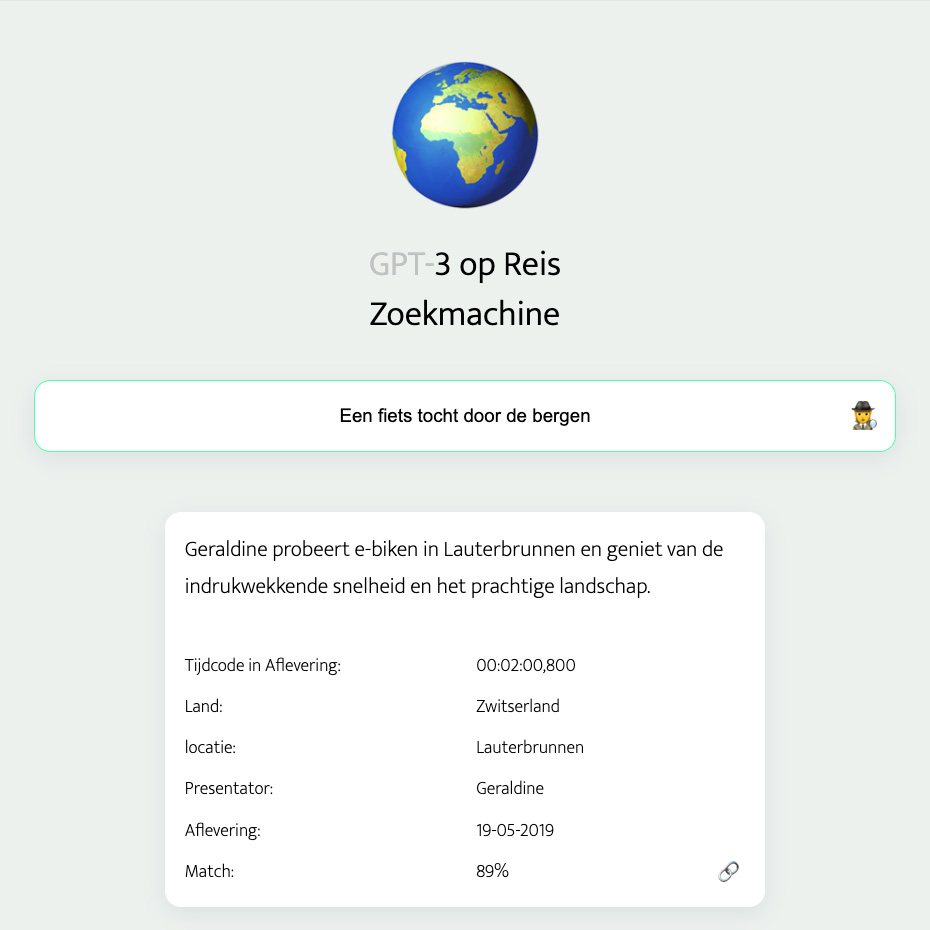 GPT-3 op Reis
Zoekmachine
Een fiets tocht door de bergen
Geraldine probeert e-biken in Lauterbrunnen en geniet van de
indrukwekkende snelheid en het prachtige landschap.
Tijdcode in Aflevering: 00:02:00,800
Land: Zwitserland
locatie: Lauterbrunnen
Presentator: Geraldine
Aflevering: 19-05-2019
Match: 89%